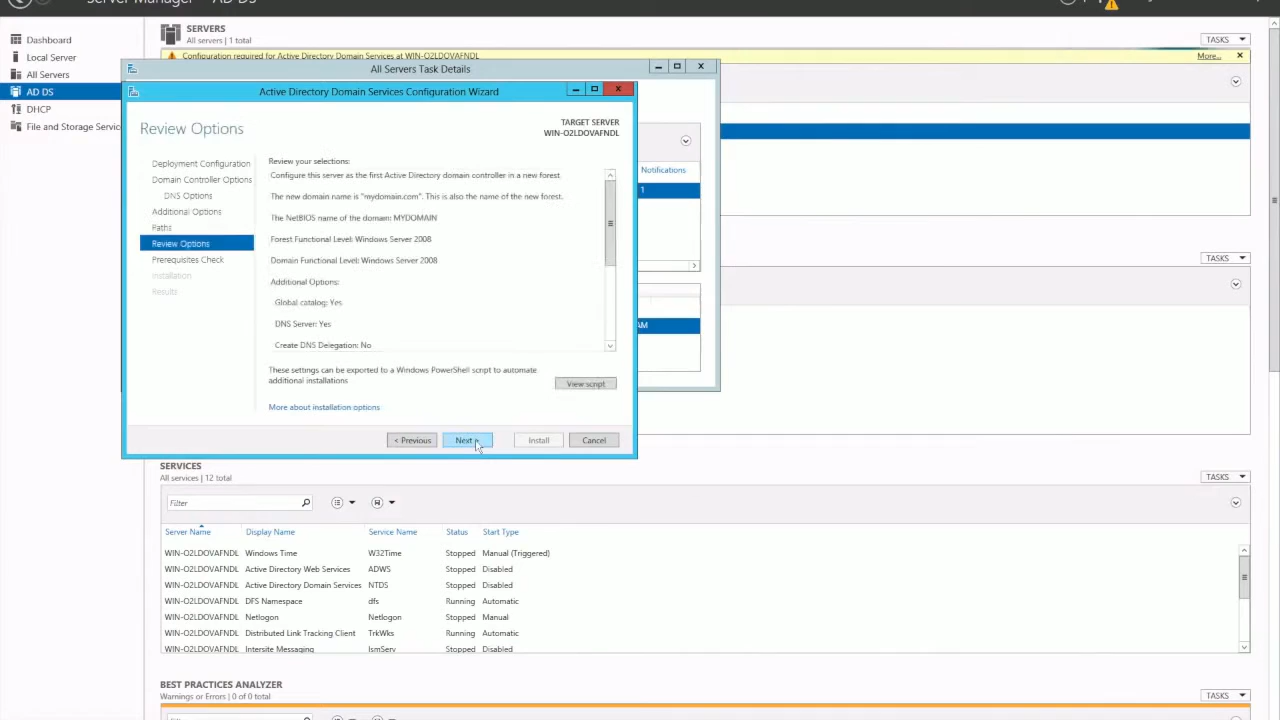 Dashboard
Local Server
All Servers
AD DS
DHCP
File and Storage Servic
SERVERS
All servers | 1 total
TASKS
Configuration required for Active Directory Domain Services at WIN-O2LDOVAFNDL
More...
All Servers Task Details
Active Directory Domain Services Configuration Wizard
Review Options
TARGET SERVER
WIN-O2LDOVAFNDL
Deployment Configuration
Domain Controller Options
DNS Options
Additional Options
Paths
Review Options
Prerequisites Check
Installation
Results
Review your selections:
Configure this server as the first Active Directory domain controller in a new forest.
The new domain name is "mydomain.com". This is also the name of the new forest.
The NetBIOS name of the domain: MYDOMAIN
Forest Functional Level: Windows Server 2008
Domain Functional Level: Windows Server 2008
Additional Options:
Global catalog: Yes
DNS Server: Yes
Create DNS Delegation: No
These settings can be exported to a Windows PowerShell script to automate
additional installations
View script
More about installation options
< Previous
Next >
Install
Cancel
Notifications
1
AM
TASKS
SERVICES
All services | 12 total
TASKS
Filter
Server Name Display Name Service Name Status Start Type
WIN-O2LDOVAFNDL Windows Time W32Time Stopped Manual (Triggered)
WIN-O2LDOVAFNDL Active Directory Web Services ADWS Stopped Disabled
WIN-O2LDOVAFNDL Active Directory Domain Services NTDS Stopped Disabled
WIN-O2LDOVAFNDL DFS Namespace dfs Running Automatic
WIN-O2LDOVAFNDL Netlogon Netlogon Stopped Manual
WIN-O2LDOVAFNDL Distributed Link Tracking Client TrkWks Running Automatic
WIN-O2LDOVAFNDL Intersite Messaging IsmServ Stopped Disabled
BEST PRACTICES ANALYZER
Warnings or Errors | 0 of 0 total
TASKS